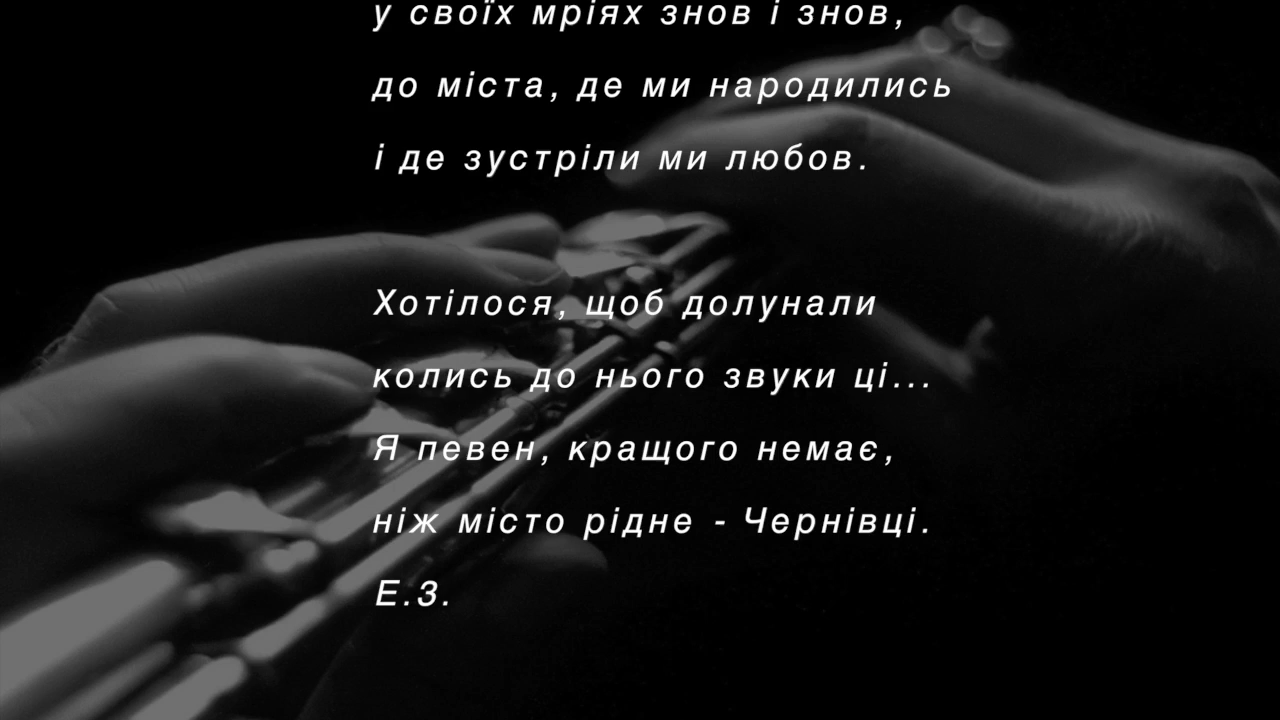 у своїх мріях знов і знов,
до міста, де ми народились
і де зустріли ми любов.
Хотілося, щоб долунали
колись до нього звуки ці...
Я певен, кращого немає,
ніж місто рідне - Чернівці.
Е.З.